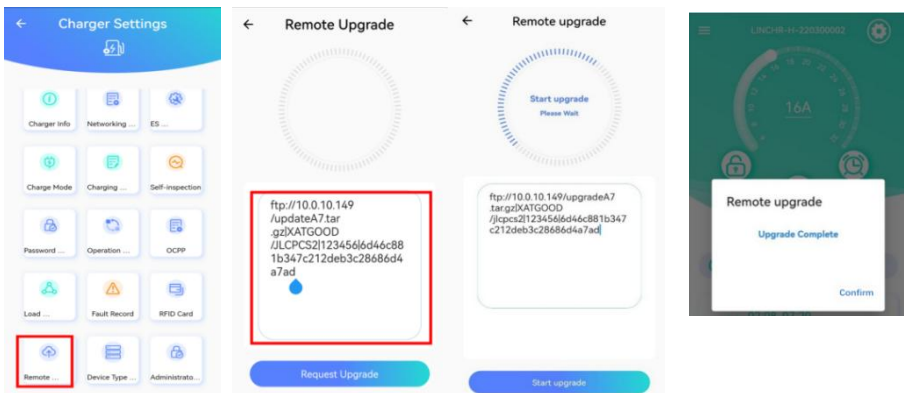 Charger Settings
Charger Info
Networking ...
ES ...
Charge Mode
Charging ...
Self-inspection
Password ...
Operation ...
OCPP
Load ...
Fault Record
RFID Card
Remote ...
Device Type ...
Administrato...
Remote Upgrade
ftp://10.0.10.149
/updateA7.tar
.gz|XATGOOD
/JLCPCS2|123456|6d46c88
1b347c212deb3c28686d4
a7ad
Request Upgrade
Remote upgrade
Start upgrade
Please Wait
ftp://10.0.10.149/upgradeA7
.tar.gz|XATGOOD
/jlcpcs2|123456|6d46c881b347
c212deb3c28686d4a7ad
Start upgrade
LINCHR-H-220300002
16A
Remote upgrade
Upgrade Complete
Confirm